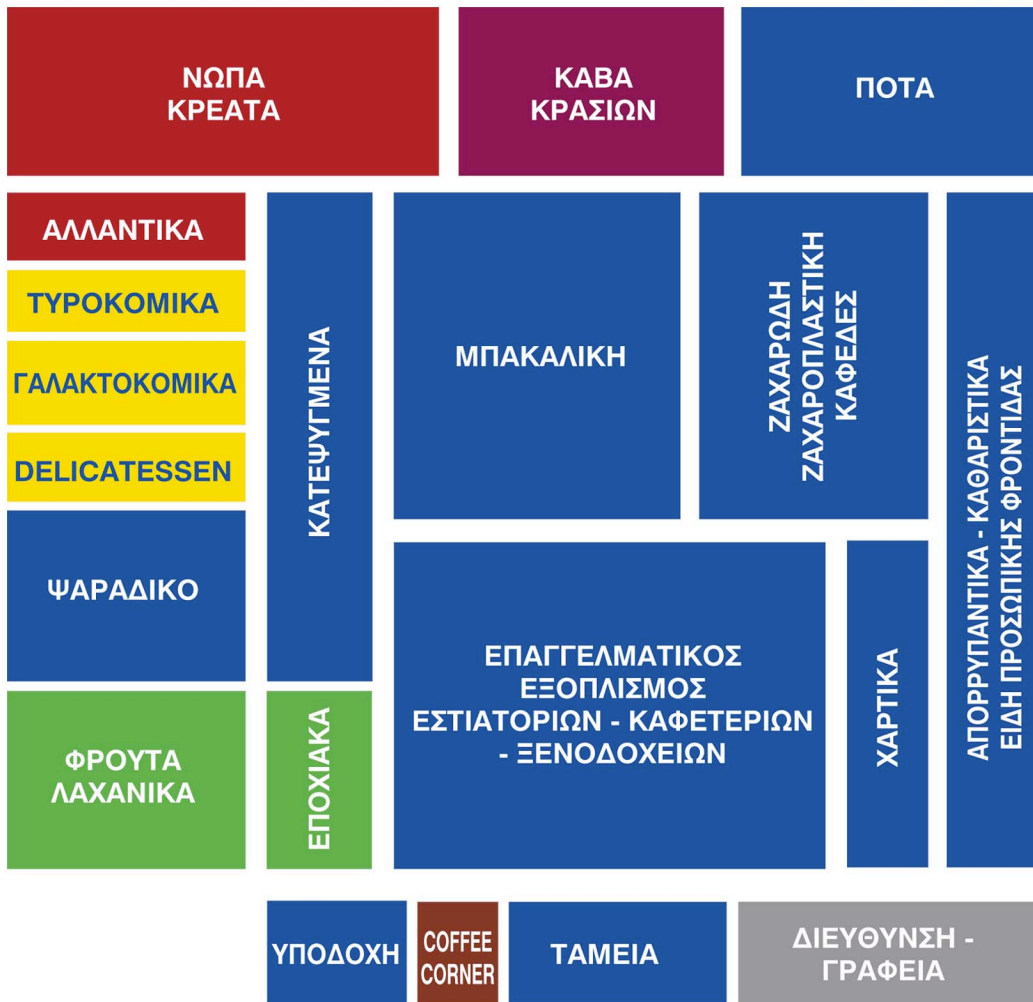 ΝΩΠΑ
ΚΡΕΑΤΑ
ΚΑΒΑ
ΚΡΑΣΙΩΝ
ΠΟΤΑ
ΑΛΛΑΝΤΙΚΑ
ΤΥΡΟΚΟΜΙΚΑ
ΓΑΛΑΚΤΟΚΟΜΙΚΑ
DELICATESSEN
ΨΑΡΑΔΙΚΟ
ΦΡΟΥΤΑ
ΛΑΧΑΝΙΚΑ
ΚΑΤΕΨΥΓΜΕΝΑ
ΕΠΟΧΙΑΚΑ
ΜΠΑΚΑΛΙΚΗ
ΖΑΧΑΡΩΔΗ
ΖΑΧΑΡΟΠΛΑΣΤΙΚΗ
ΚΑΦΕΔΕΣ
ΕΠΑΓΓΕΛΜΑΤΙΚΟΣ
ΕΞΟΠΛΙΣΜΟΣ
ΕΣΤΙΑΤΟΡΙΩΝ - ΚΑΦΕΤΕΡΙΩΝ
- ΞΕΝΟΔΟΧΕΙΩΝ
ΧΑΡΤΙΚΑ
ΑΠΟΡΡΥΠΑΝΤΙΚΑ - ΚΑΘΑΡΙΣΤΙΚΑ
ΕΙΔΗ ΠΡΟΣΩΠΙΚΗΣ ΦΡΟΝΤΙΔΑΣ
ΥΠΟΔΟΧΗ
COFFEE
CORNER
ΤΑΜΕΙΑ
ΔΙΕΥΘΥΝΣΗ -
ΓΡΑΦΕΙΑ